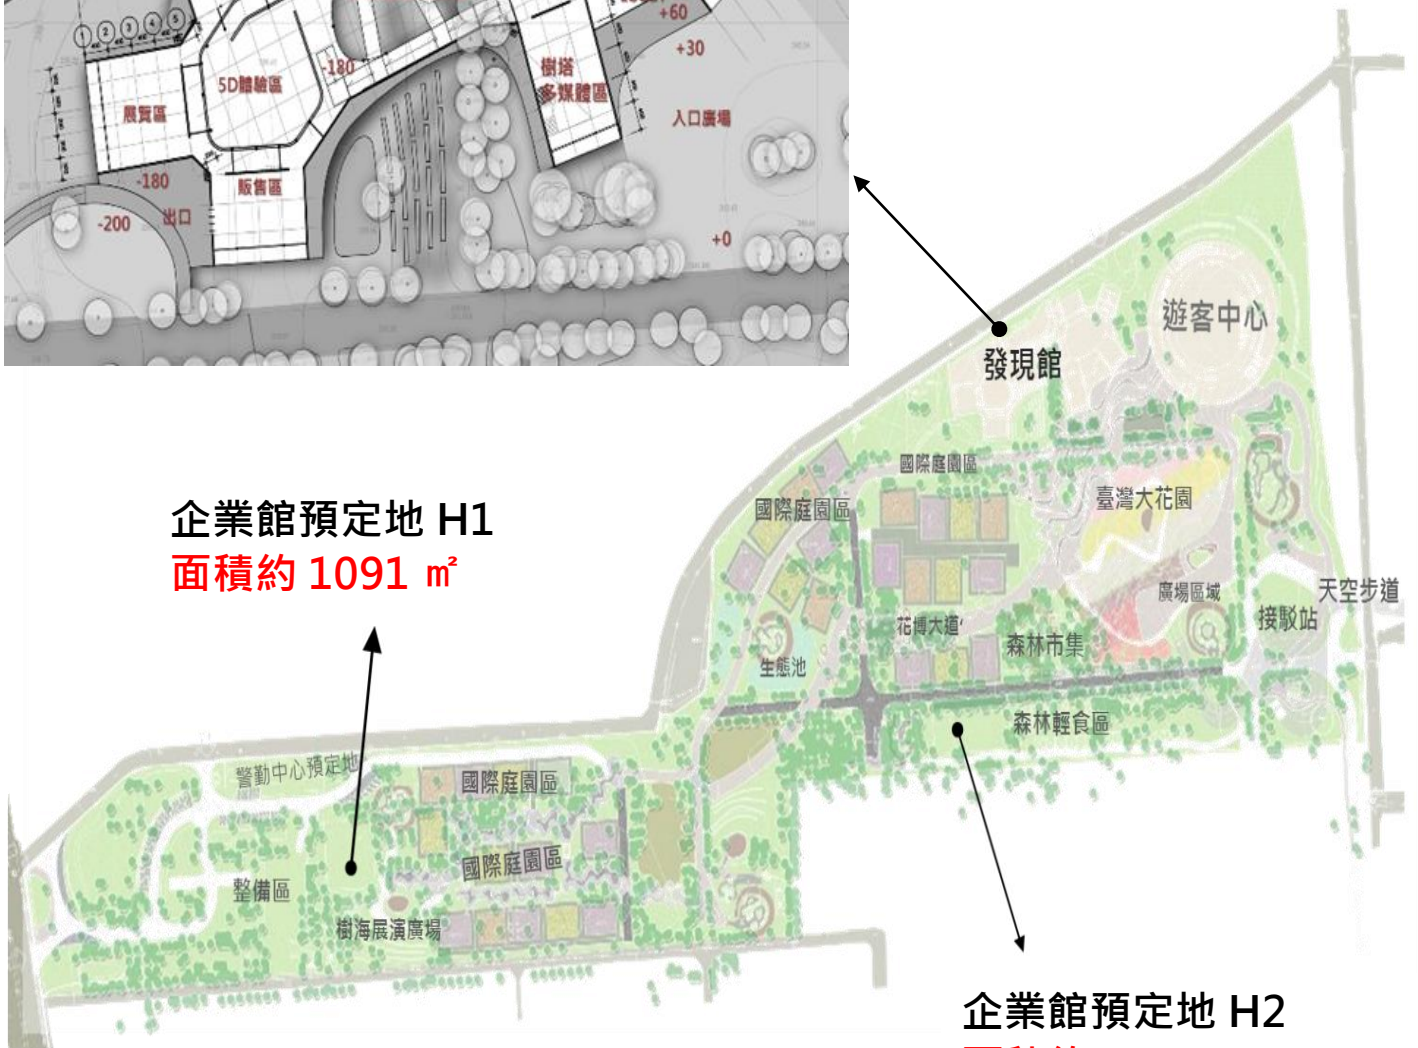 1 2 3 4 5
+60
+30
-180
5D體驗區
樹塔
多媒體區
展覽區
入口廣場
-180
販售區
-200
出口
+0
遊客中心
發現館
國際庭園區
國際庭園區
臺灣大花園
企業館預定地 H1
面積約 1091 ㎡
廣場區域
天空步道
接駁站
花博大道
森林市集
生態池
森林輕食區
警勤中心預定地
國際庭園區
國際庭園區
整備區
樹海展演廣場
企業館預定地 H2